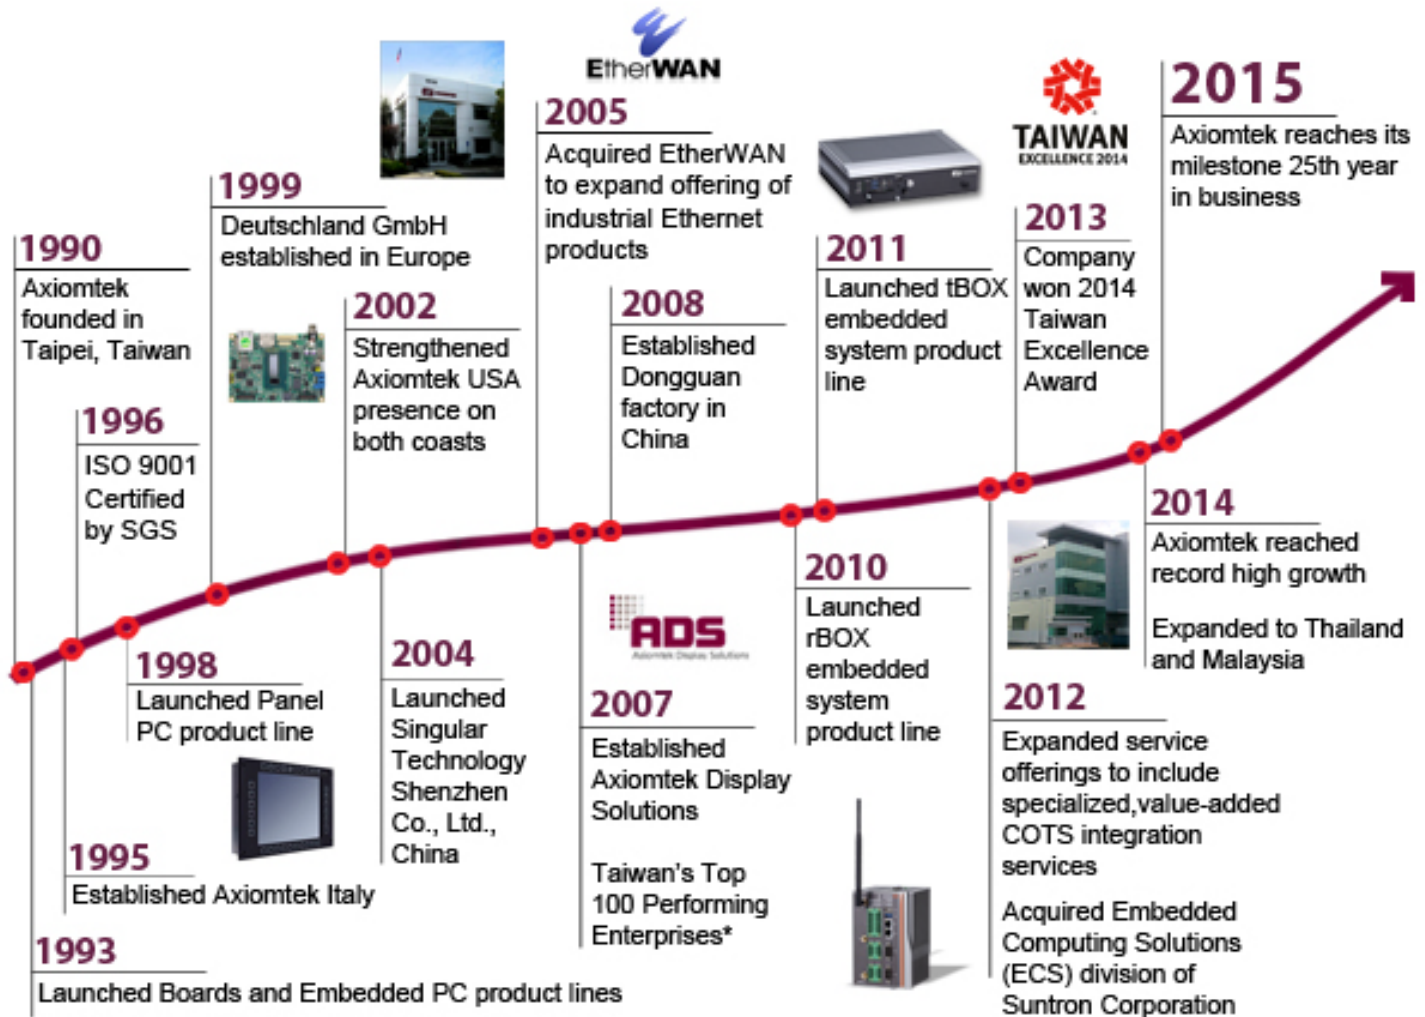 EtherWAN
2015
Axiomtek reaches its
milestone 25th year
in business
TAIWAN
EXCELLENCE 2014
2005
Acquired EtherWAN
to expand offering of
industrial Ethernet
products
1999
Deutschland GmbH
established in Europe
1990
Axiomtek
founded in
Taipei, Taiwan
2013
Company
won 2014
Taiwan
Excellence
Award
2011
Launched tBOX
embedded
system product
line
2002
Strengthened
Axiomtek USA
presence on
both coasts
2008
Established
Dongguan
factory in
China
1996
ISO 9001
Certified
by SGS
2014
Axiomtek reached
record high growth
Expanded to Thailand
and Malaysia
2010
Launched
rBOX
embedded
system
product line
ADS
Axiomtek Display Solutions
1998
Launched Panel
PC product line
2004
Launched
Singular
Technology
Shenzhen
Co., Ltd.,
China
2007
Established
Axiomtek Display
Solutions
Taiwan's Top
100 Performing
Enterprises*
2012
Expanded service
offerings to include
specialized,value-added
COTS integration
services
Acquired Embedded
Computing Solutions
(ECS) division of
Suntron Corporation
1995
Established Axiomtek Italy
1993
Launched Boards and Embedded PC product lines